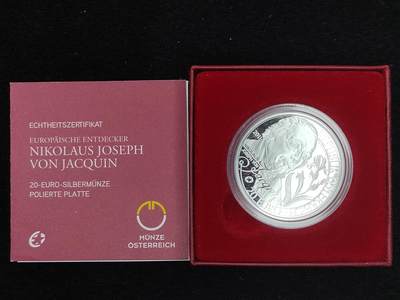 ECHTHEITSZERTIFIKAT
EUROPÄISCHE ENTDECKER
NIKOLAUS JOSEPH
VON JACQUIN
20-EURO-SILBERMÜNZE
POLIERTE PLATTE
MÜNZE
ÖSTERREICH